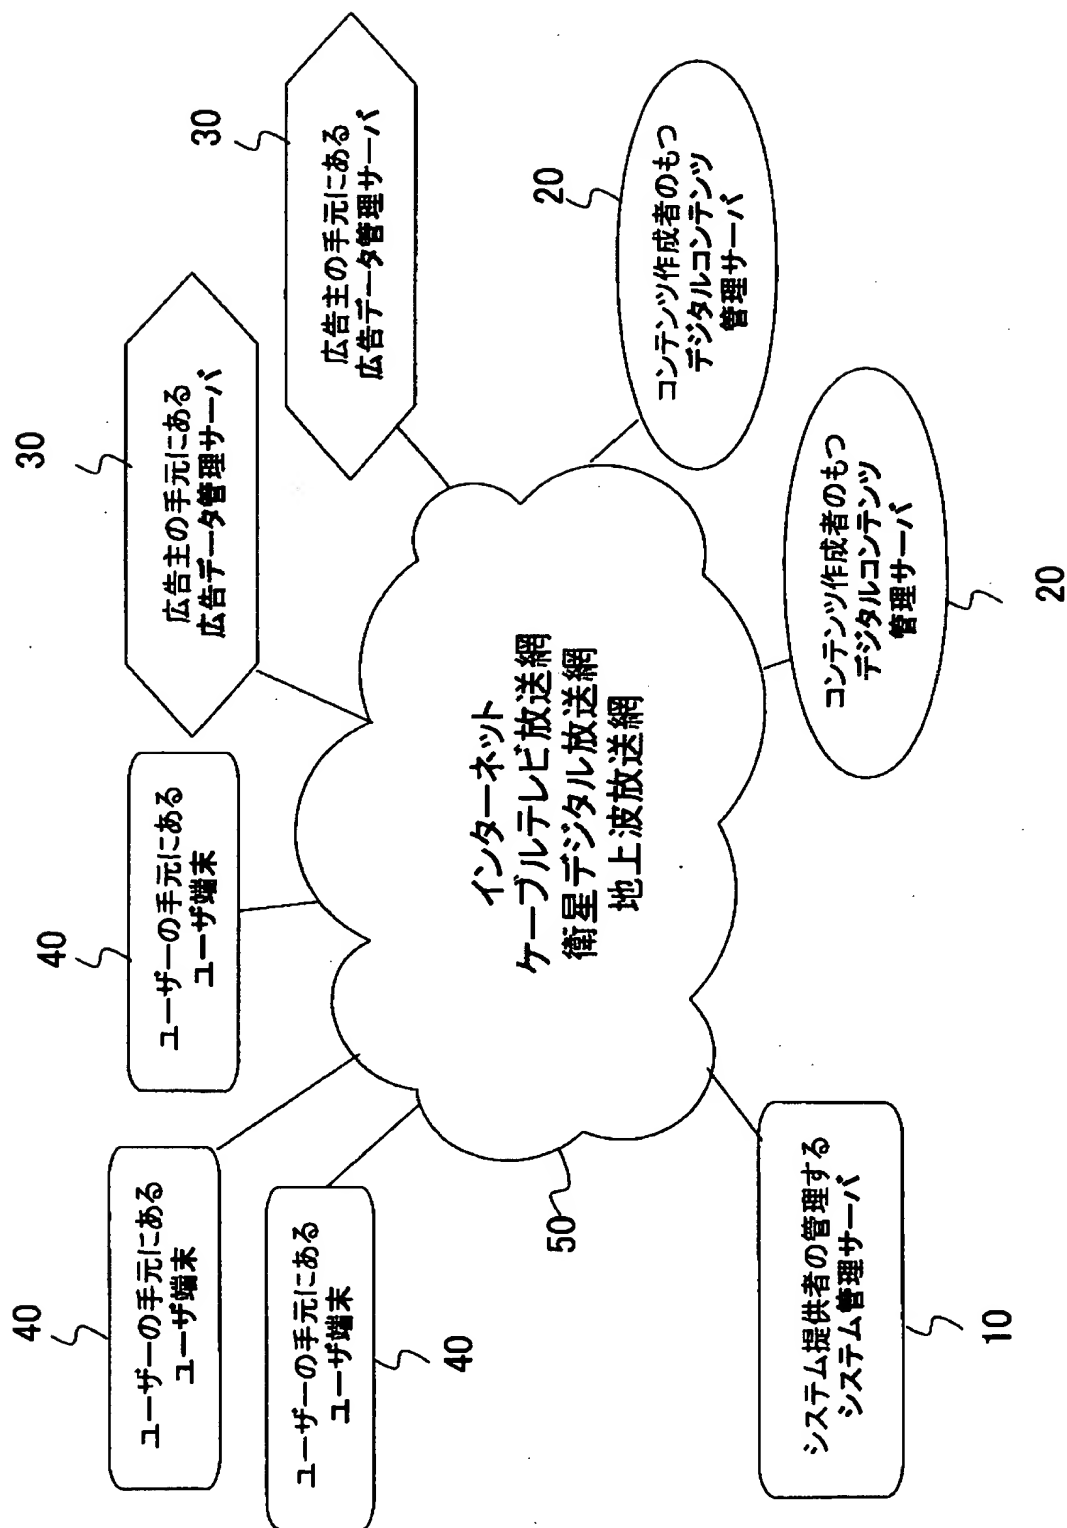 40
ユーザーの手元にある
ユーザ端末
40
ユーザーの手元にある
ユーザ端末
30
広告主の手元にある
広告データ管理サーバ
30
広告主の手元にある
広告データ管理サーバ
ユーザーの手元にある
ユーザ端末
40
インターネット
ケーブルテレビ放送網
衛星デジタル放送網
地上波放送網
50
20
コンテンツ作成者のもつ
デジタルコンテンツ
管理サーバ
コンテンツ作成者のもつ
デジタルコンテンツ
管理サーバ
20
システム提供者の管理する
システム管理サーバ
10